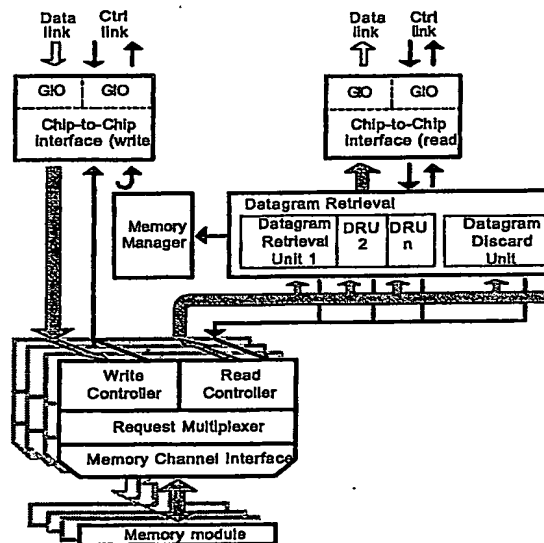 Data link
Ctrl link
Data link
Ctrl link
GIO
GIO
Chip-to-Chip
interface (write
GIO
GIO
Chip-to-Chip
Interface (read
Memory
Manager
Datagram Retrieval
Datagram
Retrieval
Unit 1
DRU
2
DRU
n
Datagram
Discard
Unit
Write
Controller
Read
Controller
Request Multiplexer
Memory Channel Interface
Memory module